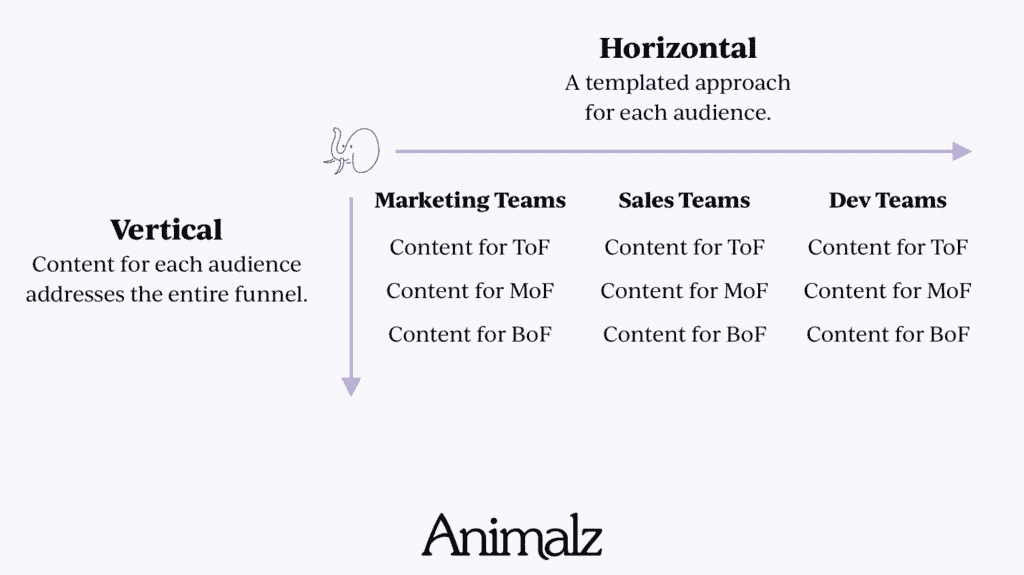 Horizontal
A templated approach
for each audience.
Vertical
Content for each audience
addresses the entire funnel.
Marketing Teams Sales Teams Dev Teams
Content for ToF Content for ToF Content for ToF
Content for MoF Content for MoF Content for MoF
Content for BoF Content for BoF Content for BoF
Animalz